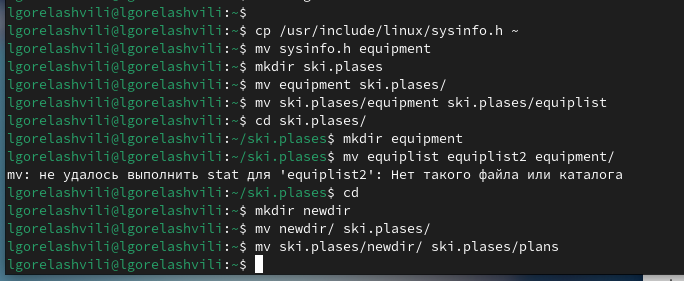 lgorelashvili@lgorelashvili:~$
lgorelashvili@lgorelashvili:~$ cp /usr/include/linux/sysinfo.h ~
lgorelashvili@lgorelashvili:~$ mv sysinfo.h equipment
lgorelashvili@lgorelashvili:~$ mkdir ski.plases
lgorelashvili@lgorelashvili:~$ mv equipment ski.plases/
lgorelashvili@lgorelashvili:~$ mv ski.plases/equipment ski.plases/equiplist
lgorelashvili@lgorelashvili:~$ cd ski.plases/
lgorelashvili@lgorelashvili:~/ski.plases$ mkdir equipment
lgorelashvili@lgorelashvili:~/ski.plases$ mv equiplist equiplist2 equipment/
mv: не удалось выполнить stat для 'equiplist2': Нет такого файла или каталога
lgorelashvili@lgorelashvili:~/ski.plases$ cd
lgorelashvili@lgorelashvili:~$ mkdir newdir
lgorelashvili@lgorelashvili:~$ mv newdir/ ski.plases/
lgorelashvili@lgorelashvili:~$ mv ski.plases/newdir/ ski.plases/plans
lgorelashvili@lgorelashvili:~$